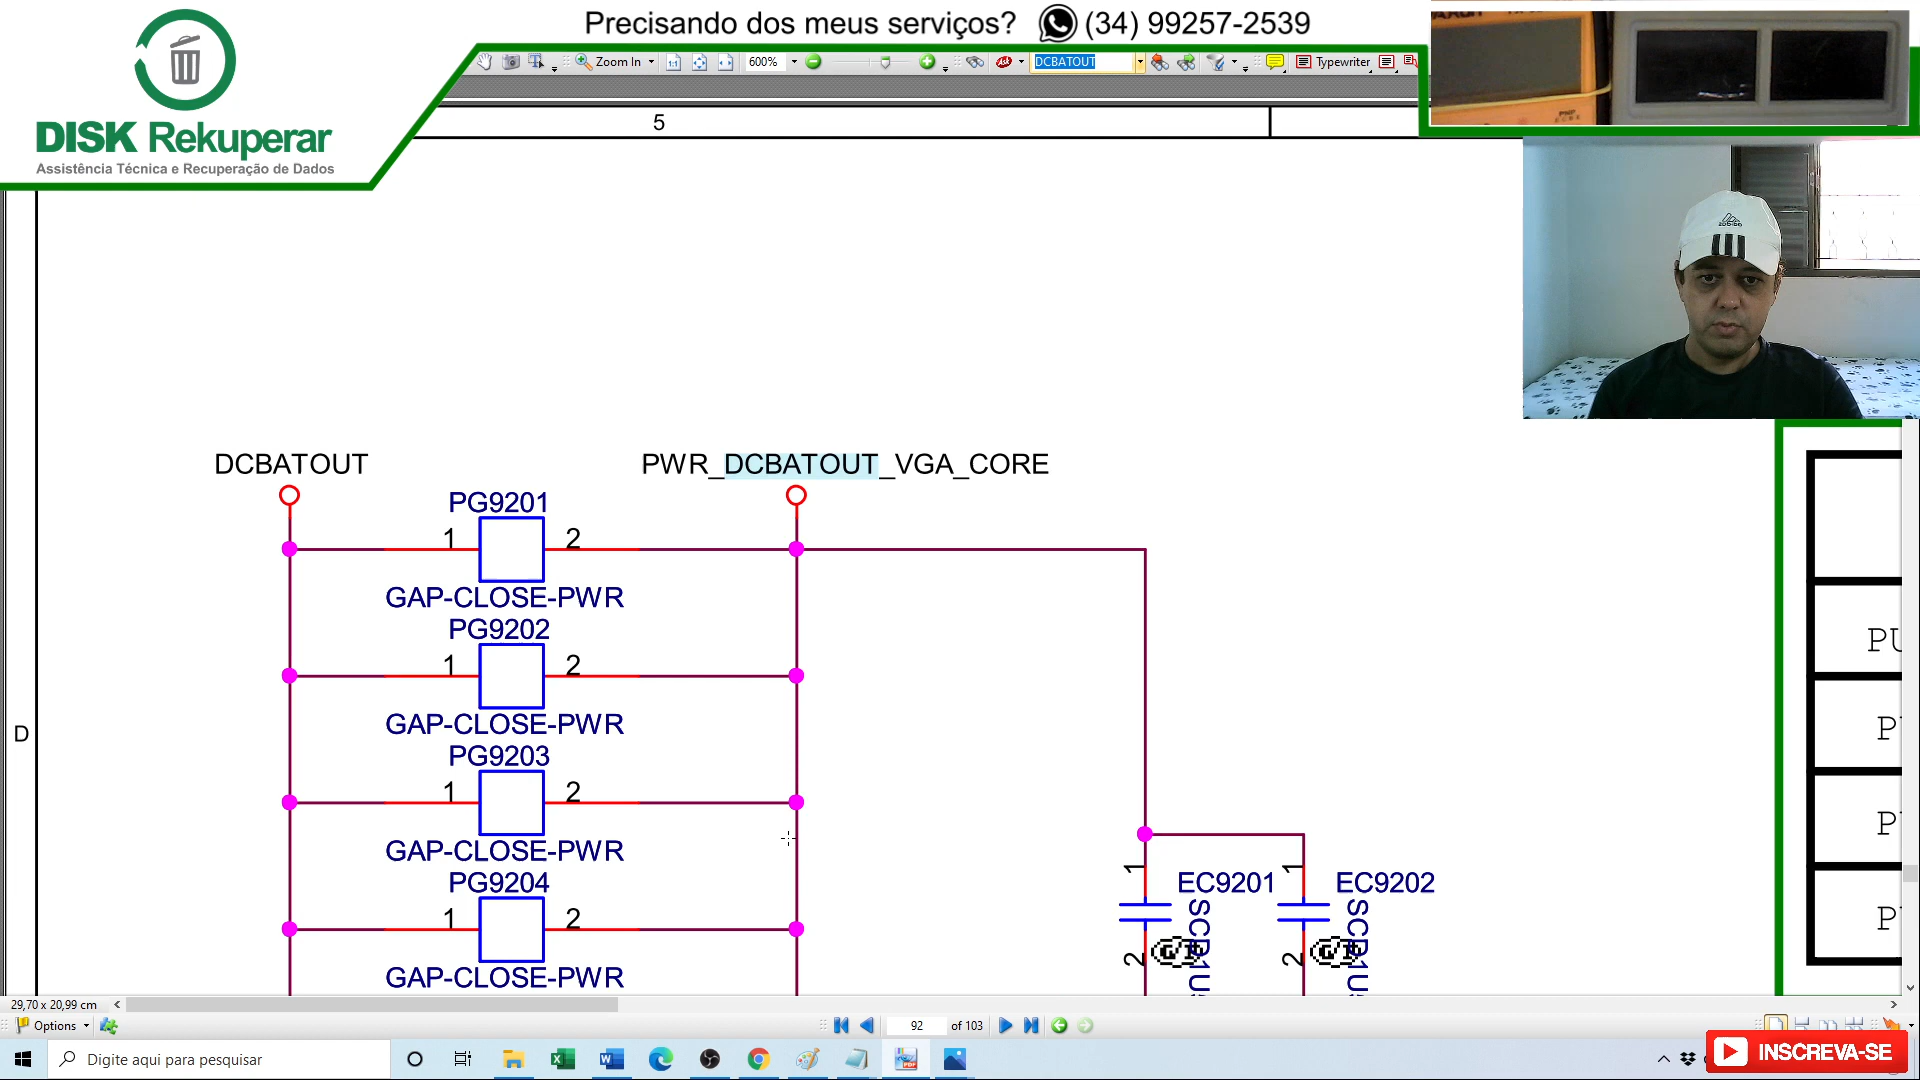 Precisando dos meus serviços? (34) 99257-2539
DISK Rekuperar
Assistência Técnica e Recuperação de Dados
Zoom In 600% DCBATOUT Typewriter
5
DCBATOUT PWR_DCBATOUT_VGA_CORE
PG9201
1 2
GAP-CLOSE-PWR
PG9202
1 2
GAP-CLOSE-PWR
PG9203
1 2
GAP-CLOSE-PWR
PG9204
1 2
GAP-CLOSE-PWR
D
1 EC9201
2
1 EC9202
2
29,70 x 20,99 cm
Options 92 of 103
Digite aqui para pesquisar
INSCREVA-SE